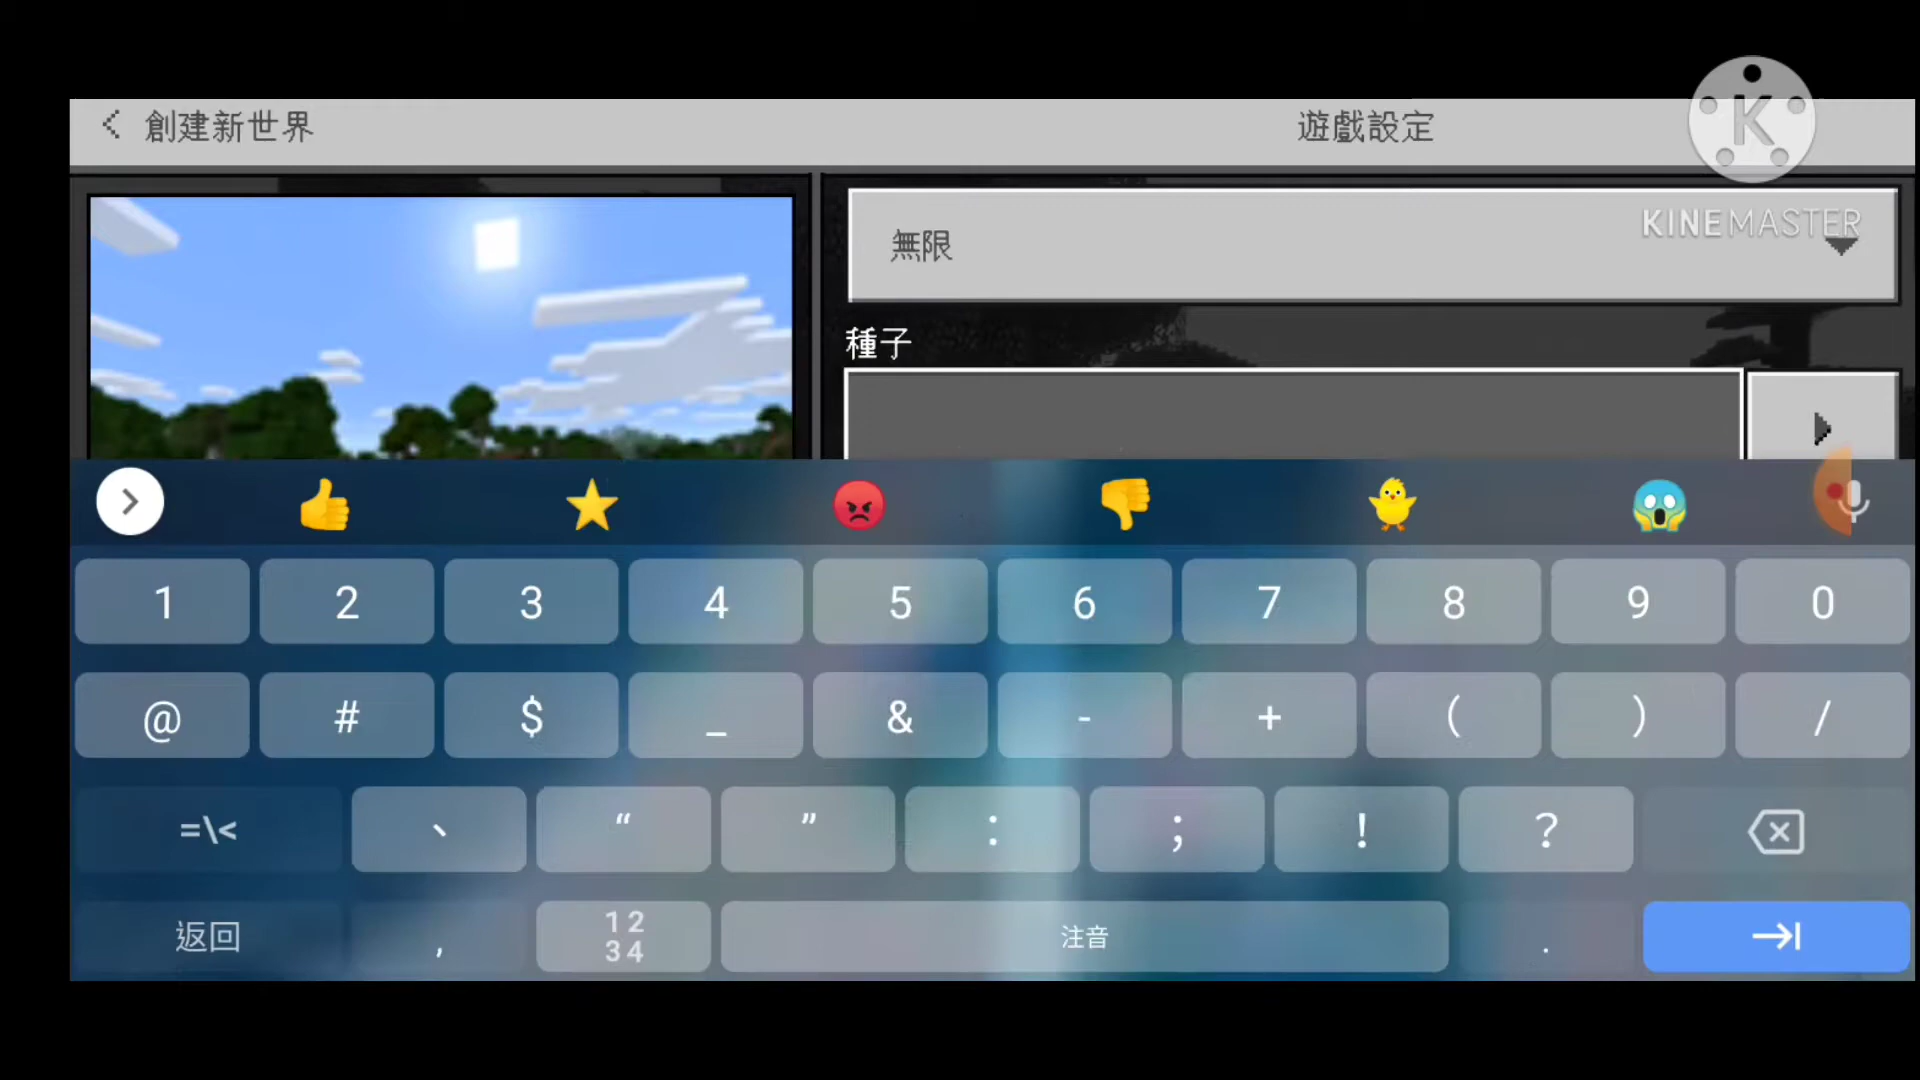 創建新世界
遊戲設定
K
KINEMASTER
無限
種子
1 2 3 4 5 6 7 8 9 0
@ # $ _ & - + ( ) /
=\< 、 “ ” : ; ! ?
返回 , 12 34 注音 .